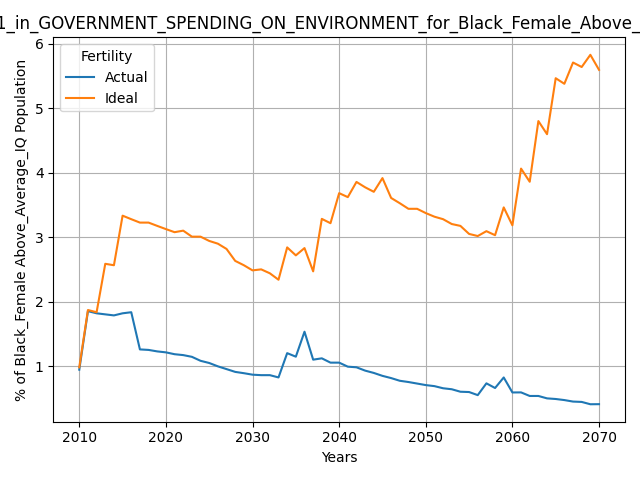 1_in_GOVERNMENT_SPENDING_ON_ENVIRONMENT_for_Black_Female_Above_
Fertility
Actual
Ideal
% of Black_Female Above_Average_IQ Population
6
5
4
3
2
1
2010 2020 2030 2040 2050 2060 2070
Years